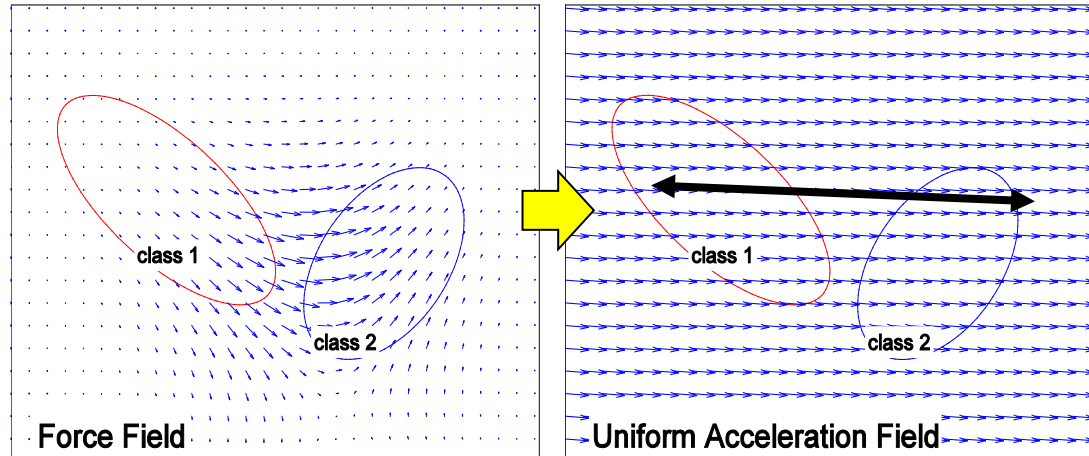 class 1
class 2
Force Field
class 1
class 2
Uniform Acceleration Field